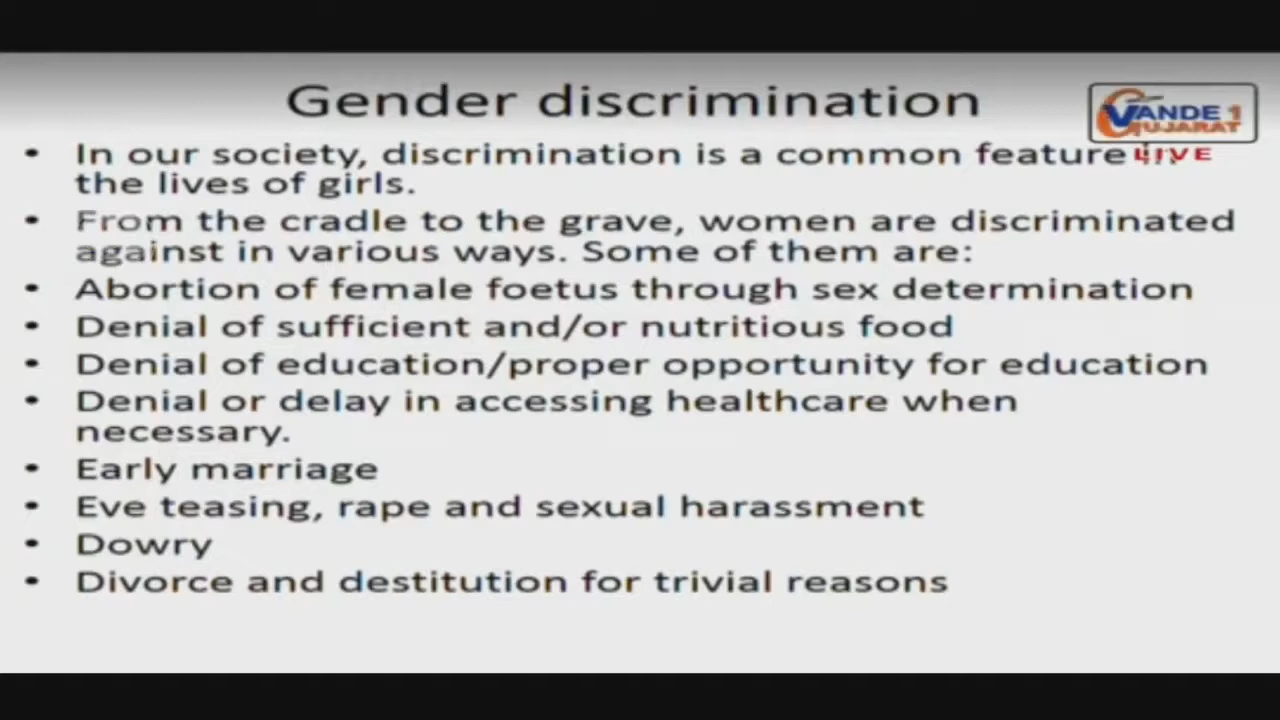 Gender discrimination
VANDE 1
GUJARAT
LIVE
• In our society, discrimination is a common feature in
the lives of girls.
• From the cradle to the grave, women are discriminated
against in various ways. Some of them are:
• Abortion of female foetus through sex determination
• Denial of sufficient and/or nutritious food
• Denial of education/proper opportunity for education
• Denial or delay in accessing healthcare when
necessary.
• Early marriage
• Eve teasing, rape and sexual harassment
• Dowry
• Divorce and destitution for trivial reasons